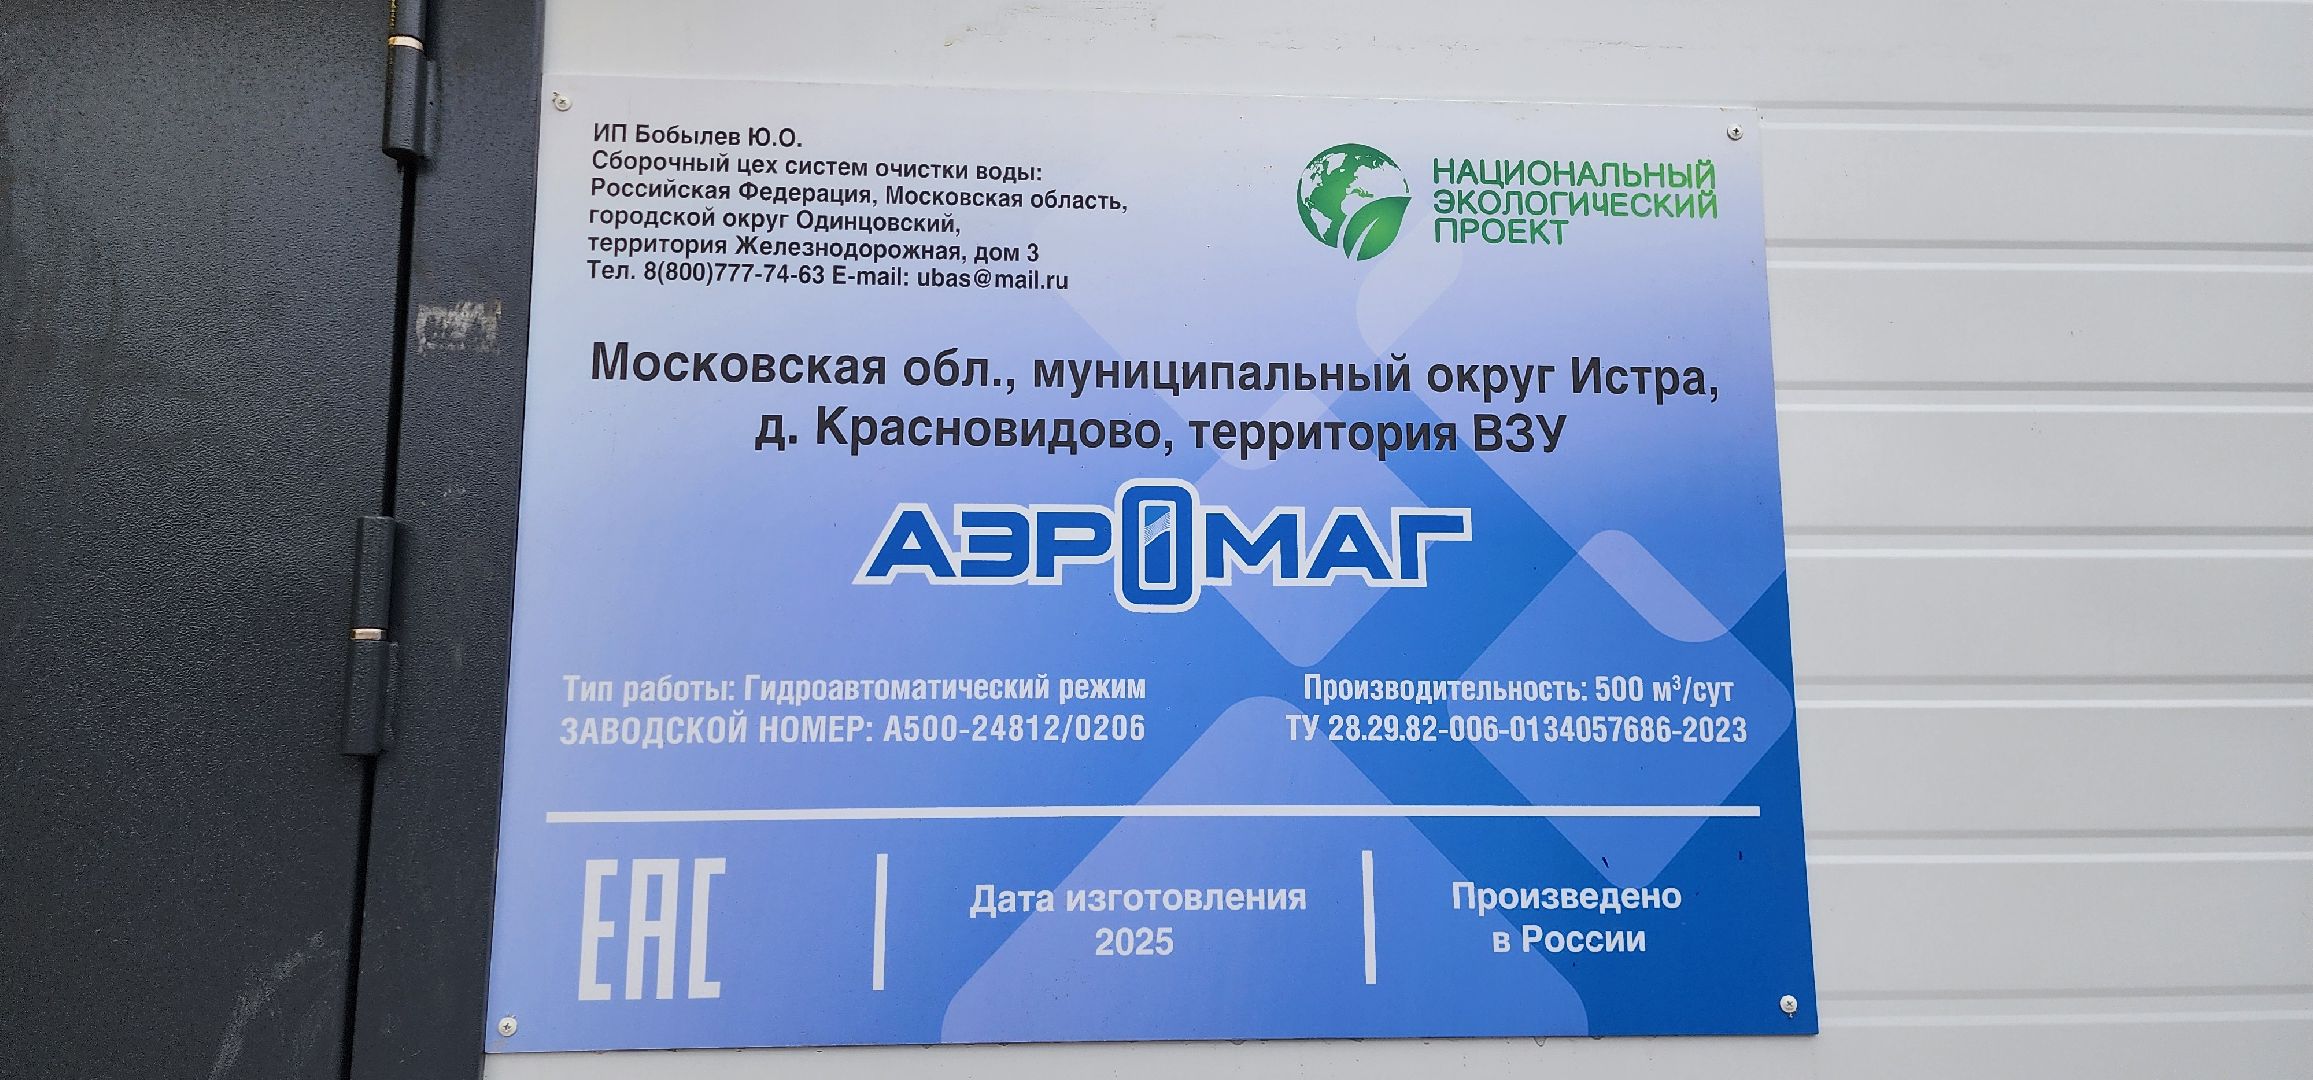 ИП Бобылев Ю.О.
Сборочный цех систем очистки воды:
Российская Федерация, Московская область,
городской округ Одинцовский,
территория Железнодорожная, дом 3
Тел. 8(800)777-74-63 E-mail: ubas@mail.ru
НАЦИОНАЛЬНЫЙ
ЭКОЛОГИЧЕСКИЙ
ПРОЕКТ
Московская обл., муниципальный округ Истра,
д. Красновидово, территория ВЗУ
АЭРОМАГ
Тип работы: Гидроавтоматический режим
ЗАВОДСКОЙ НОМЕР: А500-24812/0206
Производительность: 500 м³/сут
ТУ 28.29.82-006-0134057686-2023
EAC
Дата изготовления
2025
Произведено
в России